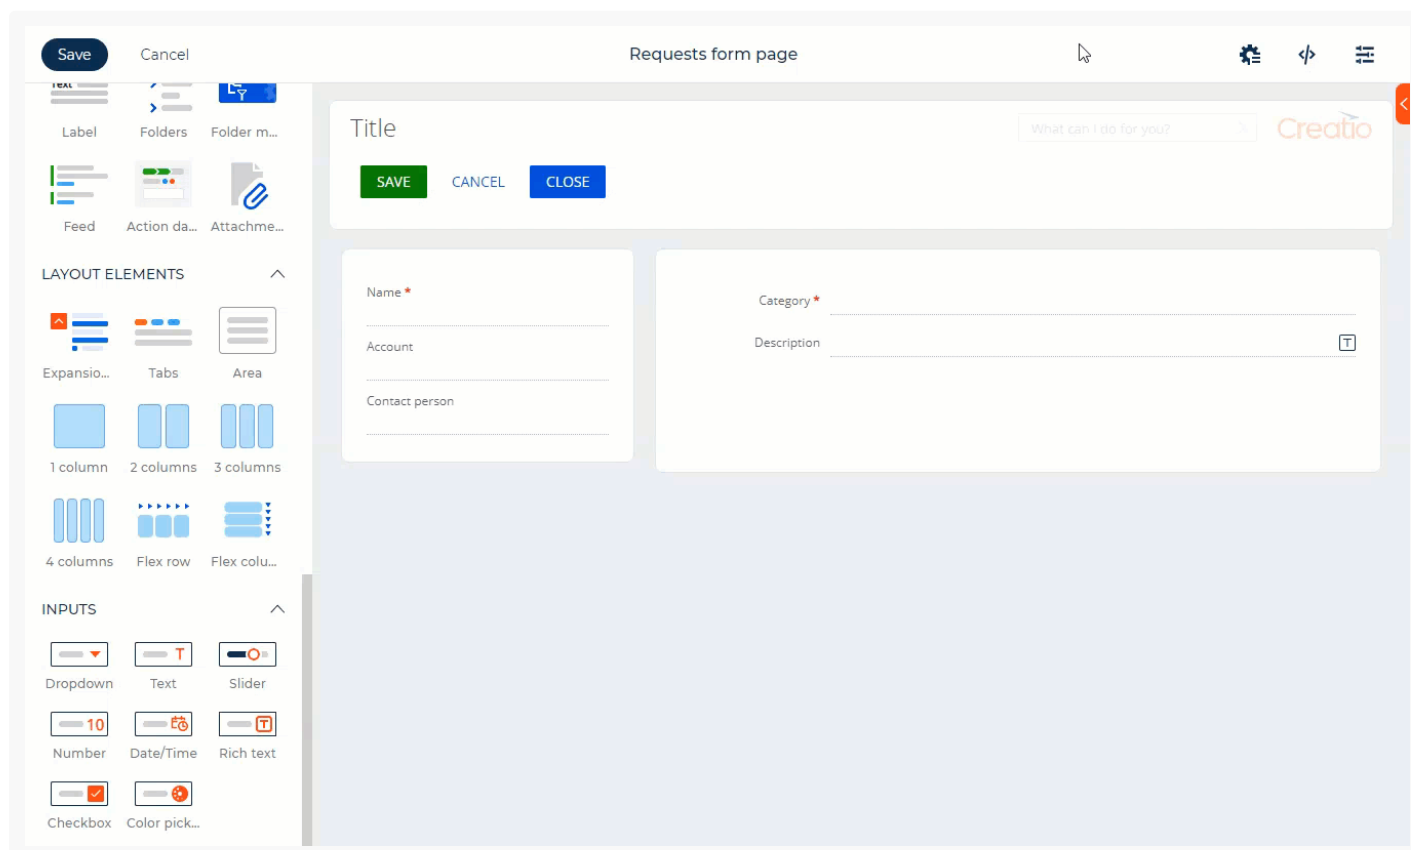 Save Cancel Requests form page
Text
Label Folders Folder m...
Feed Action da... Attachme...
LAYOUT ELEMENTS
Expansio... Tabs Area
1 column 2 columns 3 columns
4 columns Flex row Flex colu...
INPUTS
T
Dropdown Text Slider
10 T
Number Date/Time Rich text
Checkbox Color pick...
Title What can I do for you? Creatio
SAVE CANCEL CLOSE
Name *
Account
Contact person
Category *
Description T